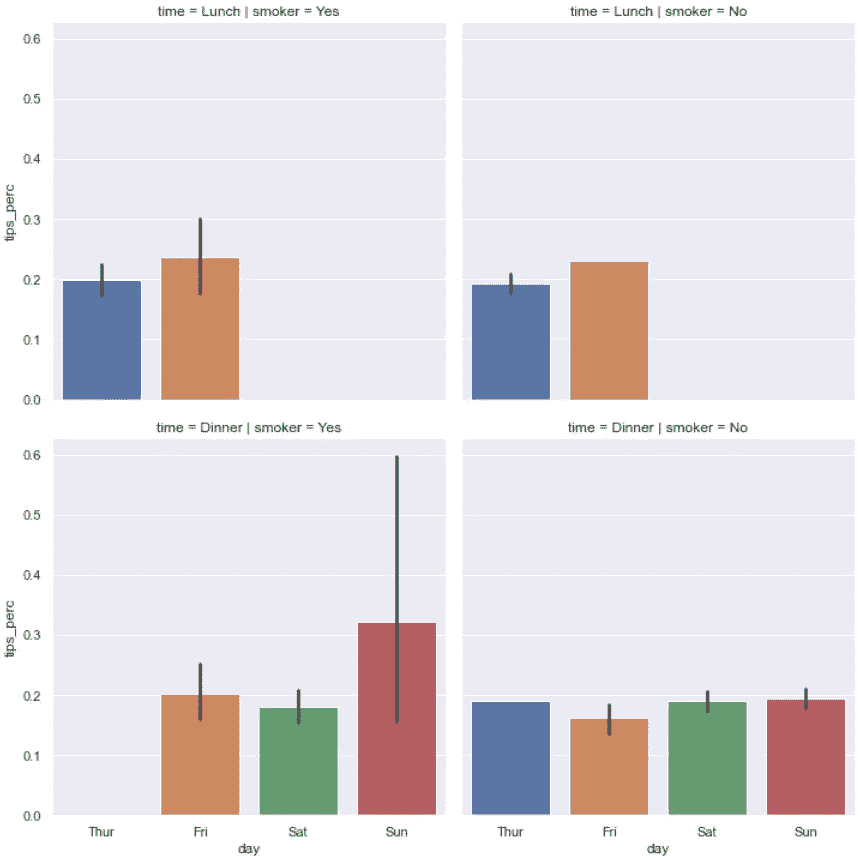 time = Lunch | smoker = Yes
time = Lunch | smoker = No
0.6
0.5
0.4
0.3
0.2
0.1
0.0
tips_perc
time = Dinner | smoker = Yes
time = Dinner | smoker = No
0.6
0.5
0.4
0.3
0.2
0.1
0.0
tips_perc
Thur Fri Sat Sun
Thur Fri Sat Sun
day
day